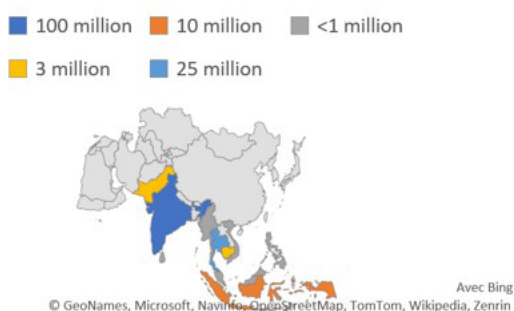 100 million 10 million <1 million
3 million 25 million
Avec Bing
© GeoNames, Microsoft, Navinfo, OpenStreetMap, TomTom, Wikipedia, Zenrin